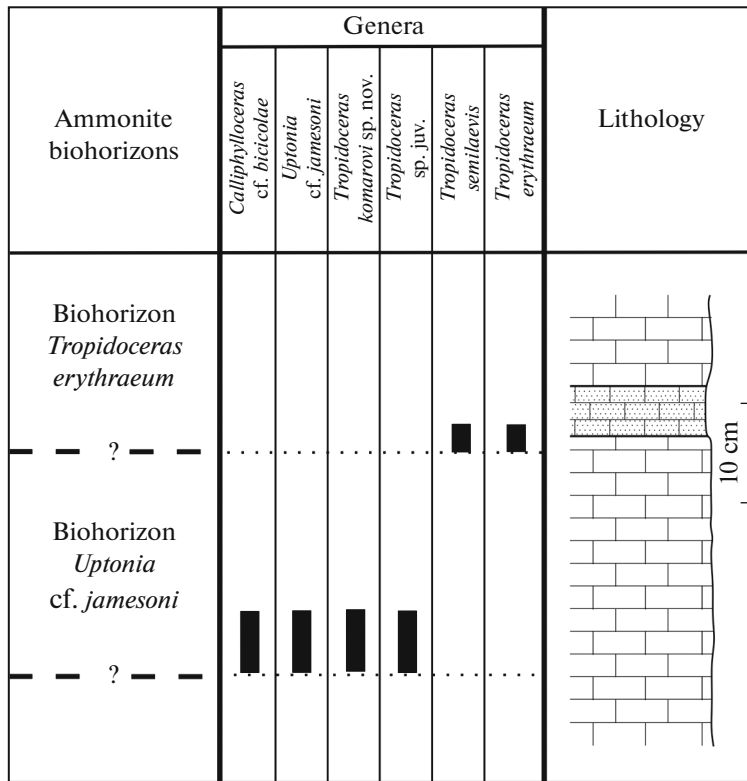 Ammonite
biohorizons
Genera
Calliphylloceras
cf. bicicolae
Uptonia
cf. jamesoni
Tropidoceras
komarovi sp. nov.
Tropidoceras
sp. juv.
Tropidoceras
semilaevis
Tropidoceras
erythraeum
Lithology
Biohorizon
Tropidoceras
erythraeum
?
Biohorizon
Uptonia
cf. jamesoni
?
10 cm